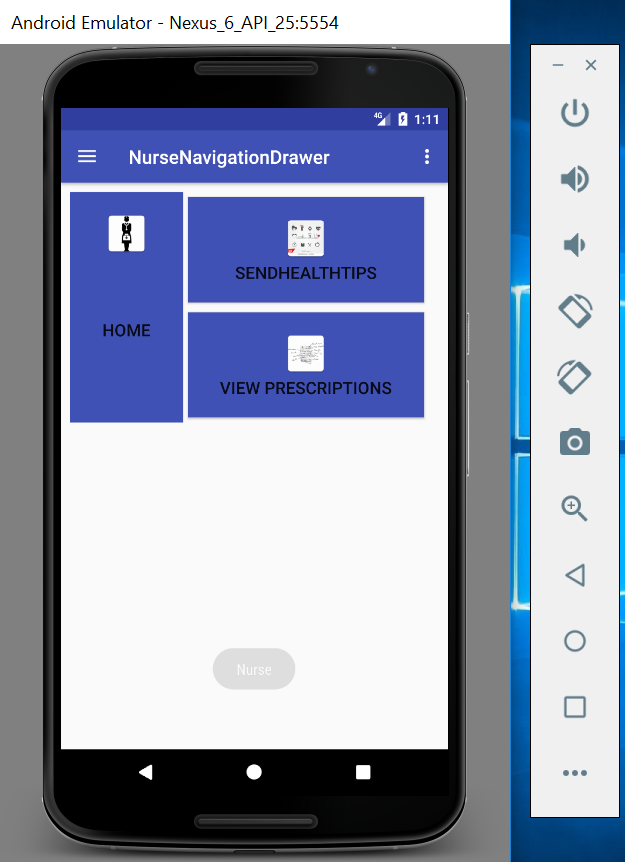 Android Emulator - Nexus_6_API_25:5554
4G 1:11
NurseNavigationDrawer
SENDHEALTHTIPS
HOME
VIEW PRESCRIPTIONS
Nurse